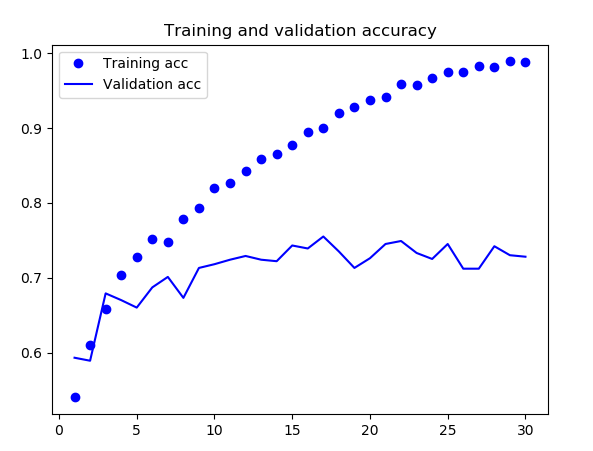 Training and validation accuracy
1.0
Training acc
Validation acc
0.9
0.8
0.7
0.6
0 5 10 15 20 25 30